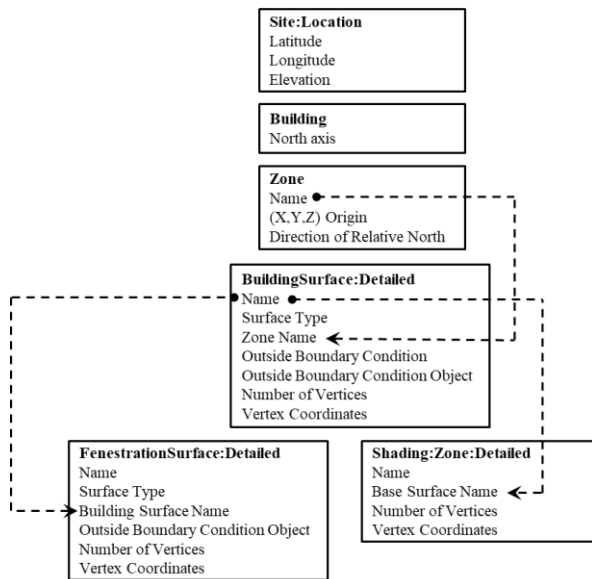 Site:Location
Latitude
Longitude
Elevation
Building
North axis
Zone
Name
(X,Y,Z) Origin
Direction of Relative North
BuildingSurface:Detailed
Name
Surface Type
Zone Name
Outside Boundary Condition
Outside Boundary Condition Object
Number of Vertices
Vertex Coordinates
FenestrationSurface:Detailed
Name
Surface Type
Building Surface Name
Outside Boundary Condition Object
Number of Vertices
Vertex Coordinates
Shading:Zone:Detailed
Name
Base Surface Name
Number of Vertices
Vertex Coordinates